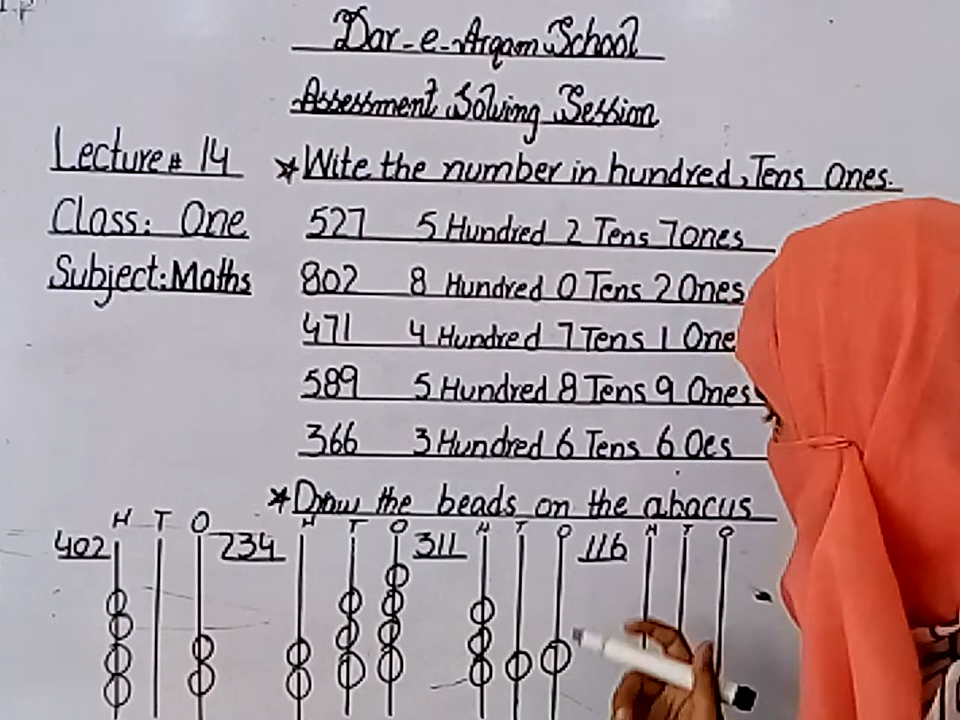 Dar-e-Arqam School
Assessment Solving Session
Lecture # 14
Class: One
Subject: Maths
* Wite the number in hundred, Tens Ones.
527 5 Hundred 2 Tens 7 ones
802 8 Hundred 0 Tens 2 Ones
471 4 Hundred 7 Tens 1 One
589 5 Hundred 8 Tens 9 Ones
366 3 Hundred 6 Tens 6 Oes
* Draw the beads on the abacus
402 H T O 234 H T O 311 H T O 116 H T O